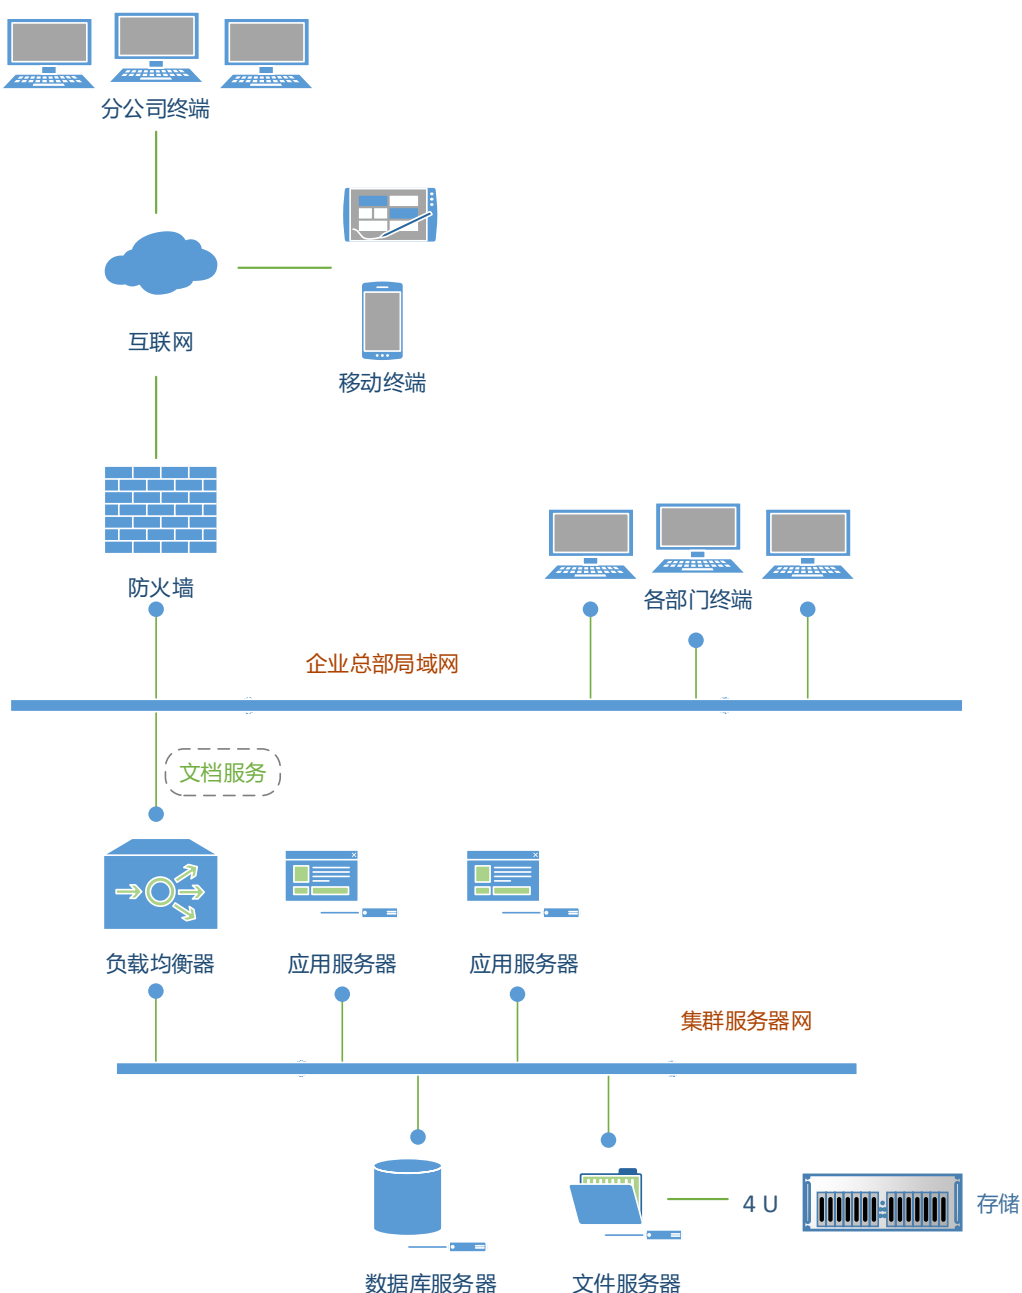 分公司终端
互联网
移动终端
防火墙
各部门终端
企业总部局域网
文档服务
负载均衡器
应用服务器
应用服务器
集群服务器网
4 U
存储
数据库服务器
文件服务器